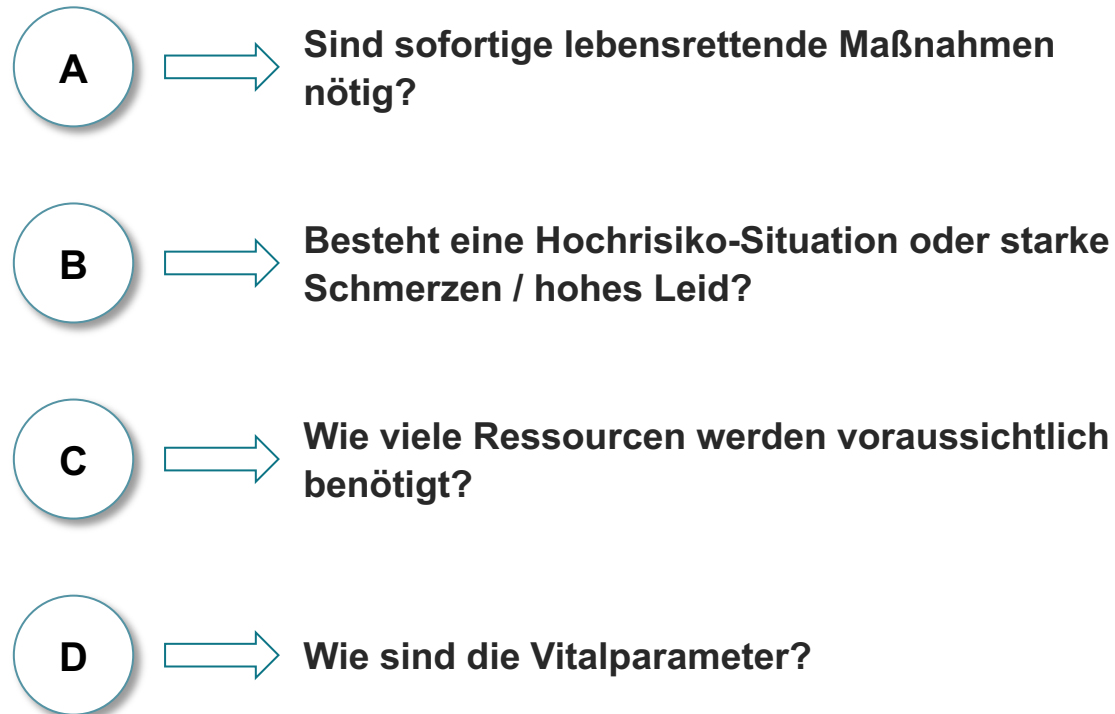 A
Sind sofortige lebensrettende Maßnahmen
nötig?
B
Besteht eine Hochrisiko-Situation oder starke
Schmerzen / hohes Leid?
C
Wie viele Ressourcen werden voraussichtlich
benötigt?
D
Wie sind die Vitalparameter?